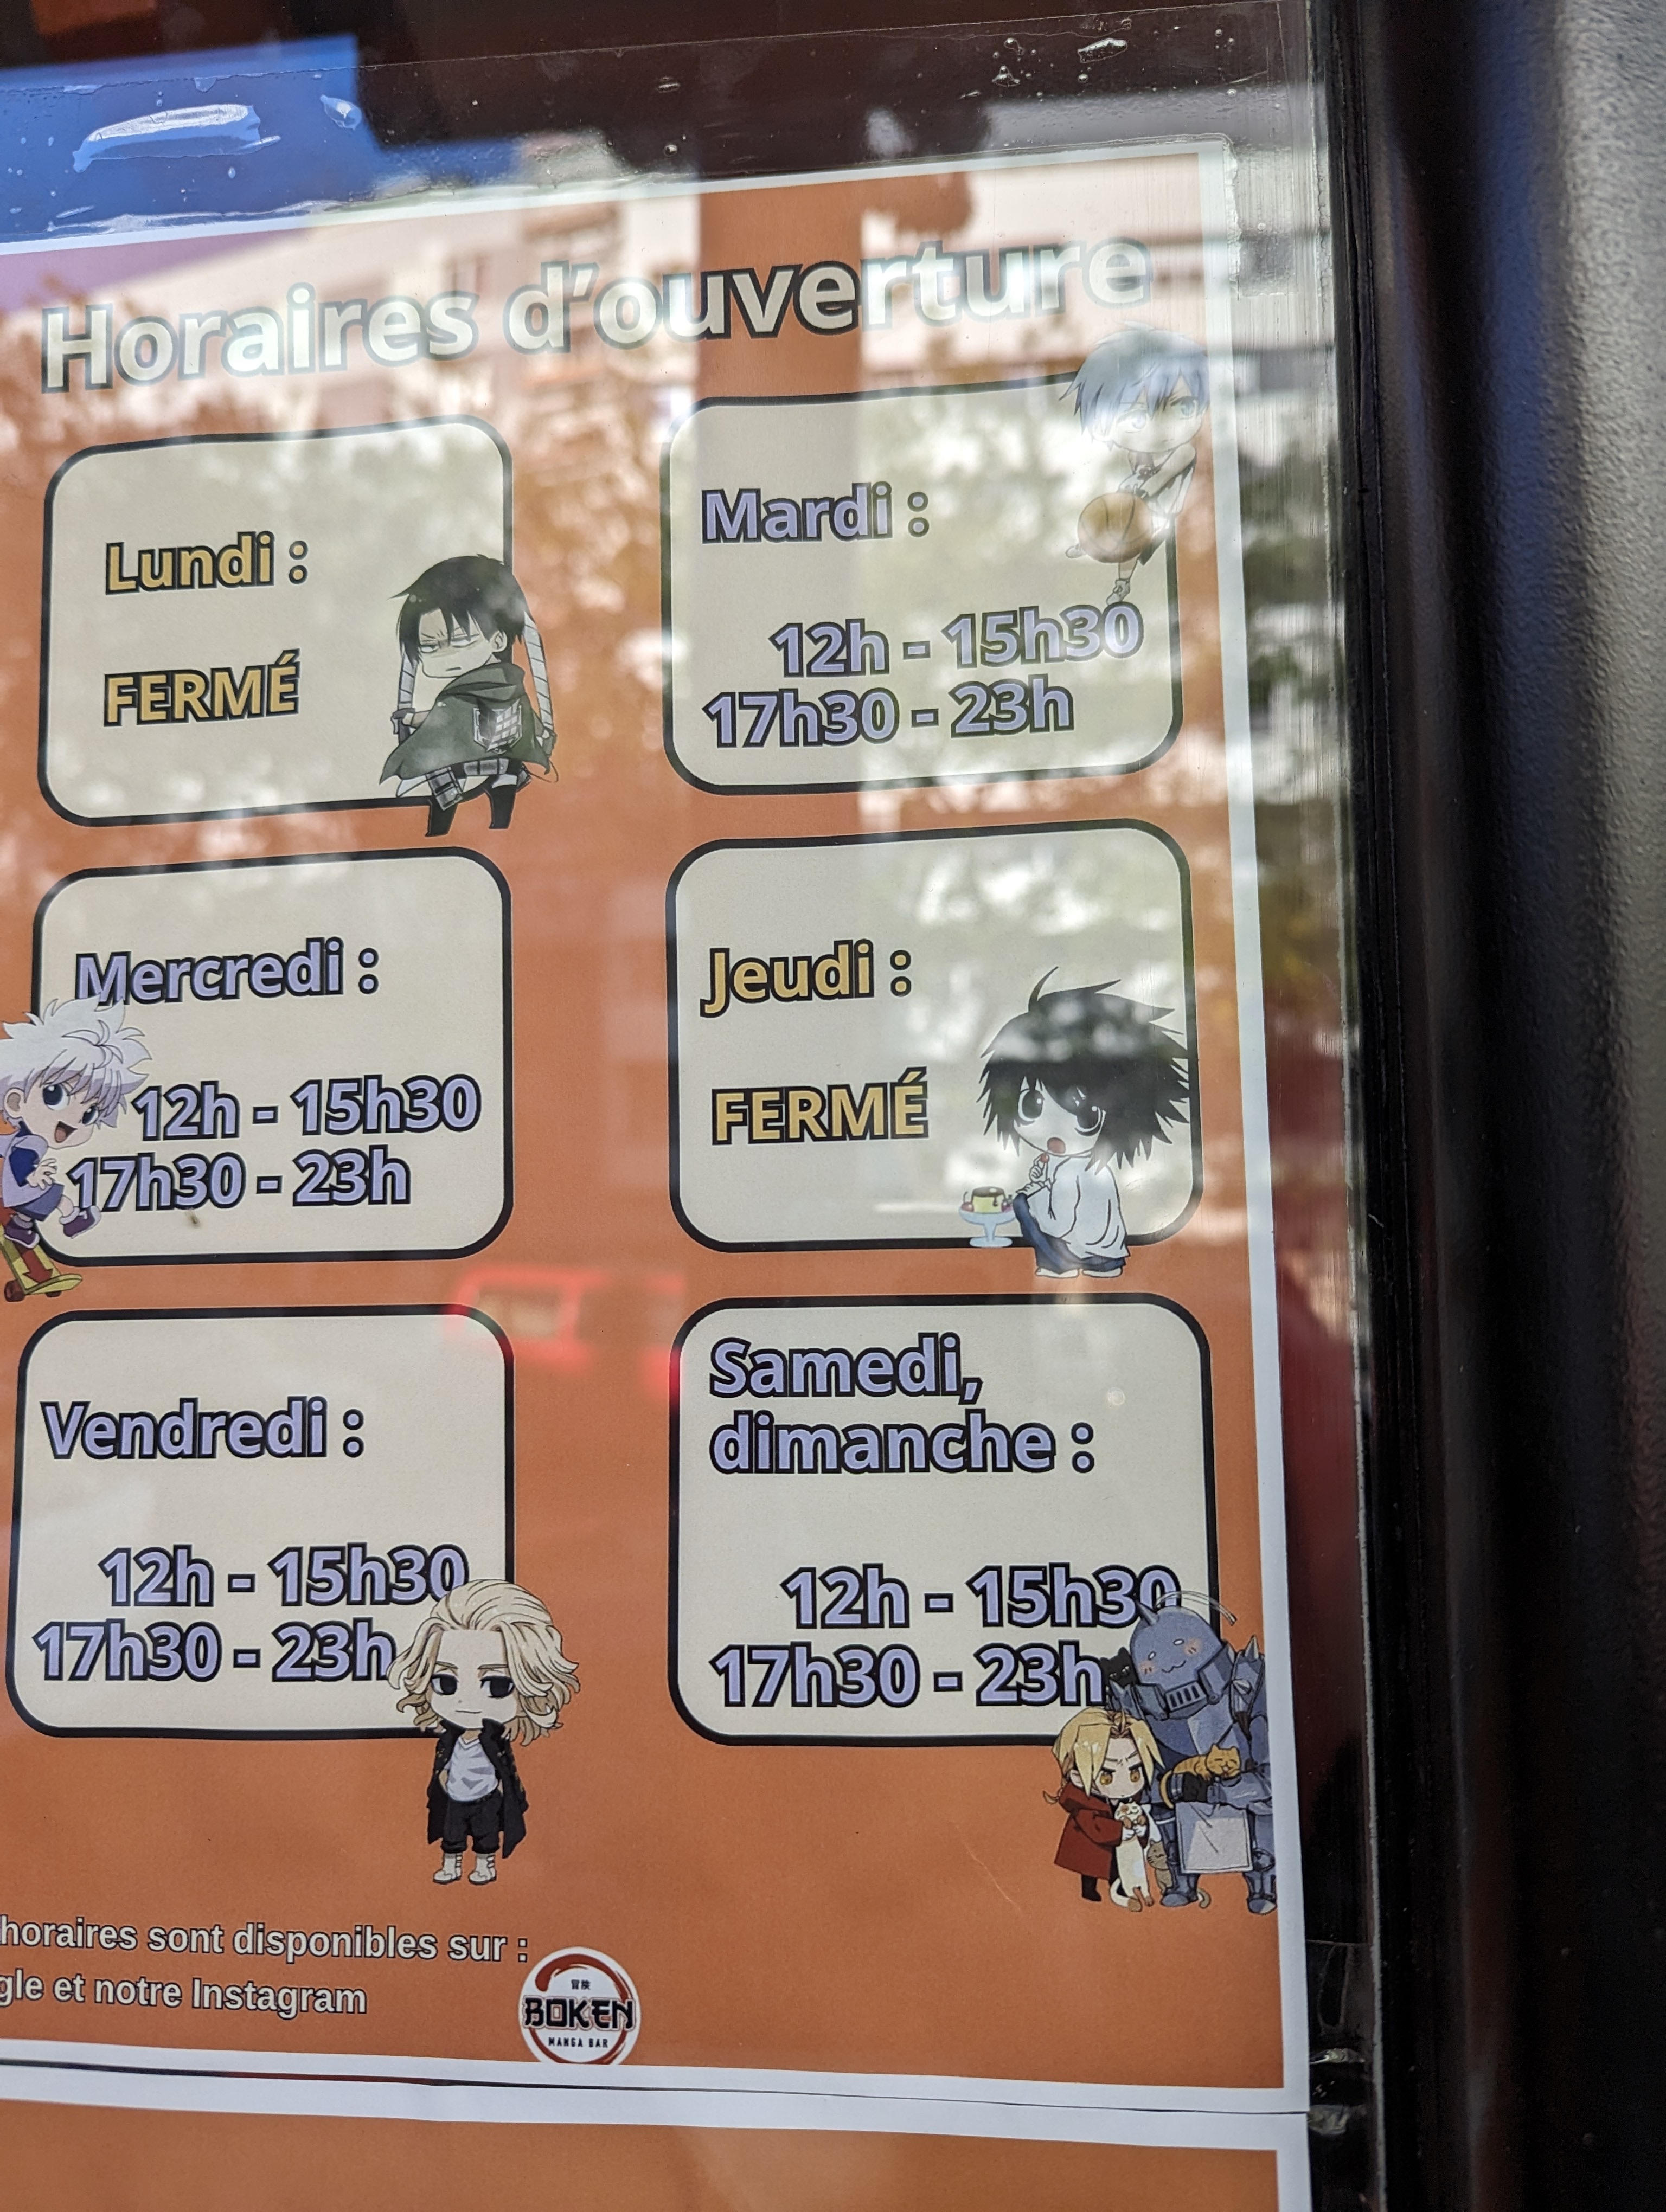 Horaires d'ouverture
Lundi :
FERMÉ
Mardi :
12h - 15h30
17h30 - 23h
Mercredi :
12h - 15h30
17h30 - 23h
Jeudi :
FERMÉ
Vendredi :
12h - 15h30
17h30 - 23h
Samedi,
dimanche :
12h - 15h30
17h30 - 23h
horaires sont disponibles sur :
gle et notre Instagram
冒険
BOKEN
MANGA BAR